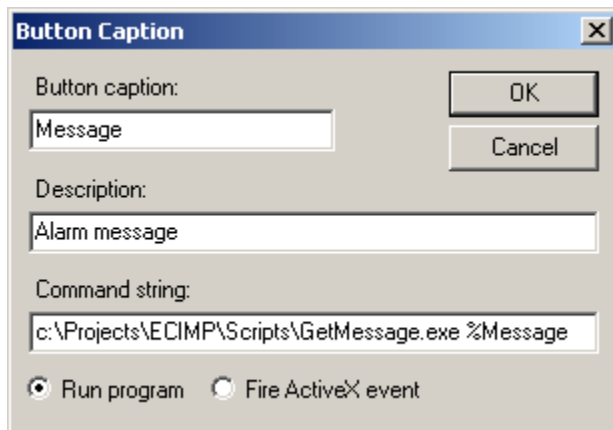 Button Caption
Button caption:
OK
Message
Cancel
Description:
Alarm message
Command string:
c:\Projects\ECIMP\Scripts\GetMessage.exe %Message
Run program Fire ActiveX event